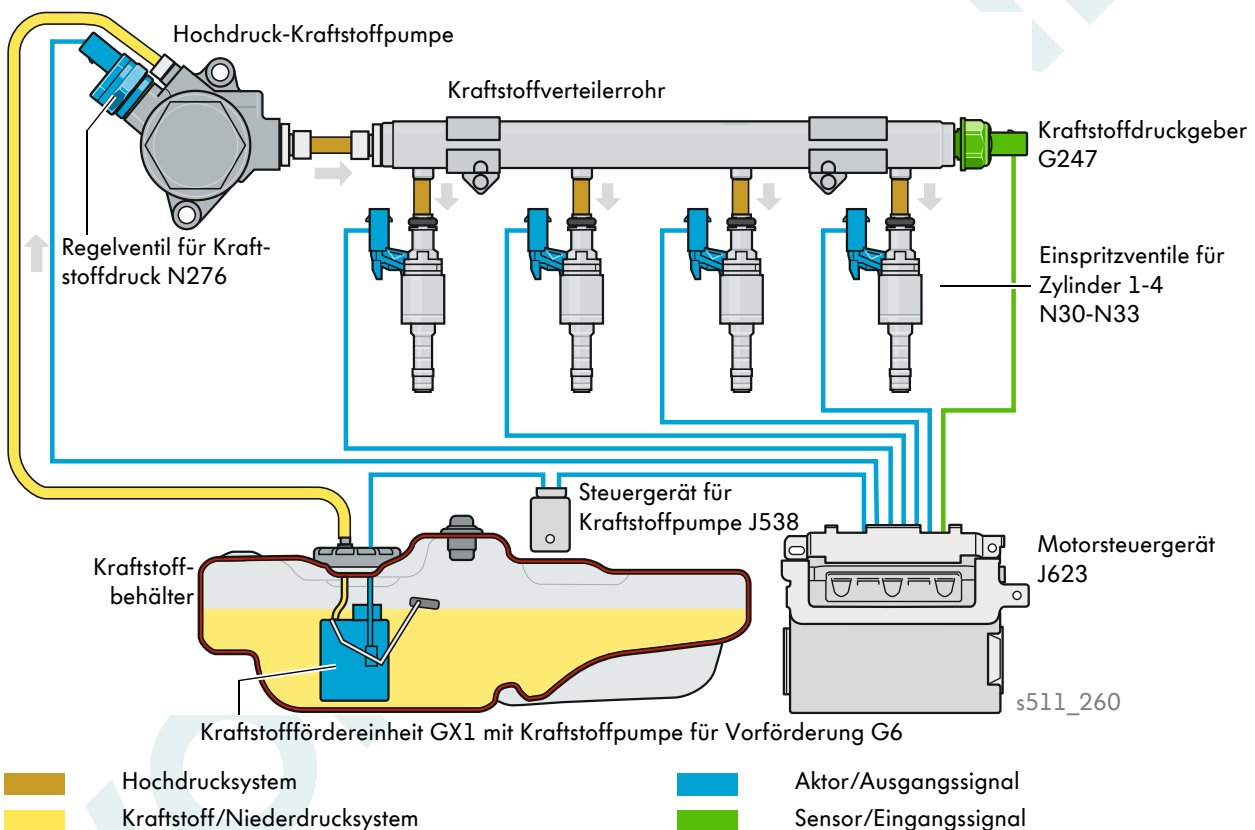 Hochdruck-Kraftstoffpumpe
Kraftstoffverteilerrohr
Kraftstoffdruckgeber
G247
Regelventil für Kraft-
stoffdruck N276
Einspritzventile für
Zylinder 1-4
N30-N33
Steuergerät für
Kraftstoffpumpe J538
Motorsteuergerät
J623
Kraftstoff-
behälter
s511_260
Kraftstofffördereinheit GX1 mit Kraftstoffpumpe für Vorförderung G6
Hochdrucksystem
Aktor/Ausgangssignal
Kraftstoff/Niederdrucksystem
Sensor/Eingangssignal